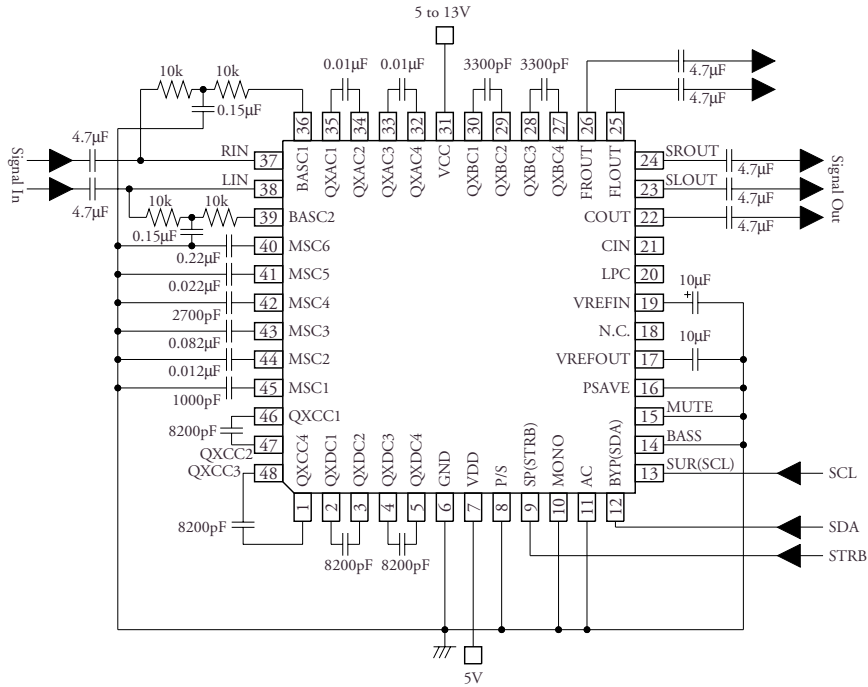 5 to 13V
4.7µF
4.7µF
10k
10k
0.01µF
0.01µF
3300pF
3300pF
0.15µF
36
35
34
33
32
31
30
29
28
27
26
25
BASC1
QXAC1
QXAC2
QXAC3
QXAC4
VCC
QXBC1
QXBC2
QXBC3
QXBC4
FROUT
FLOUT
Signal In
4.7µF
4.7µF
RIN
37
LIN
38
10k
10k
0.15µF
39
BASC2
40
MSC6
0.22µF
41
MSC5
0.022µF
42
MSC4
2700pF
43
MSC3
0.082µF
44
MSC2
0.012µF
45
MSC1
1000pF
46
QXCC1
8200pF
47
QXCC2
QXCC3
48
8200pF
24
SROUT
4.7µF
23
SLOUT
4.7µF
COUT
22
4.7µF
Signal Out
CIN
21
LPC
20
VREFIN
19
10µF
+
N.C.
18
VREFOUT
17
10µF
PSAVE
16
15
MUTE
14
BASS
13
SUR(SCL)
SCL
QXCC4
QXDC1
QXDC2
QXDC3
QXDC4
GND
VDD
P/S
SP(STRB)
MONO
AC
BYP(SDA)
1
2
3
4
5
6
7
8
9
10
11
12
8200pF
8200pF
SDA
STRB
5V